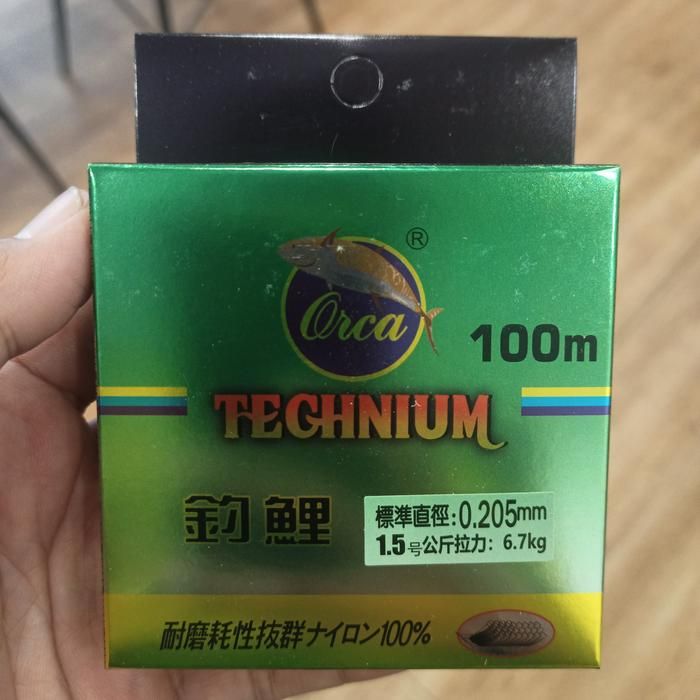 ®
Orca
100m
TECHNIUM
釣鯉
標準直徑:0.205mm
1.5号公斤拉力: 6.7kg
耐磨耗性抜群ナイロン100%